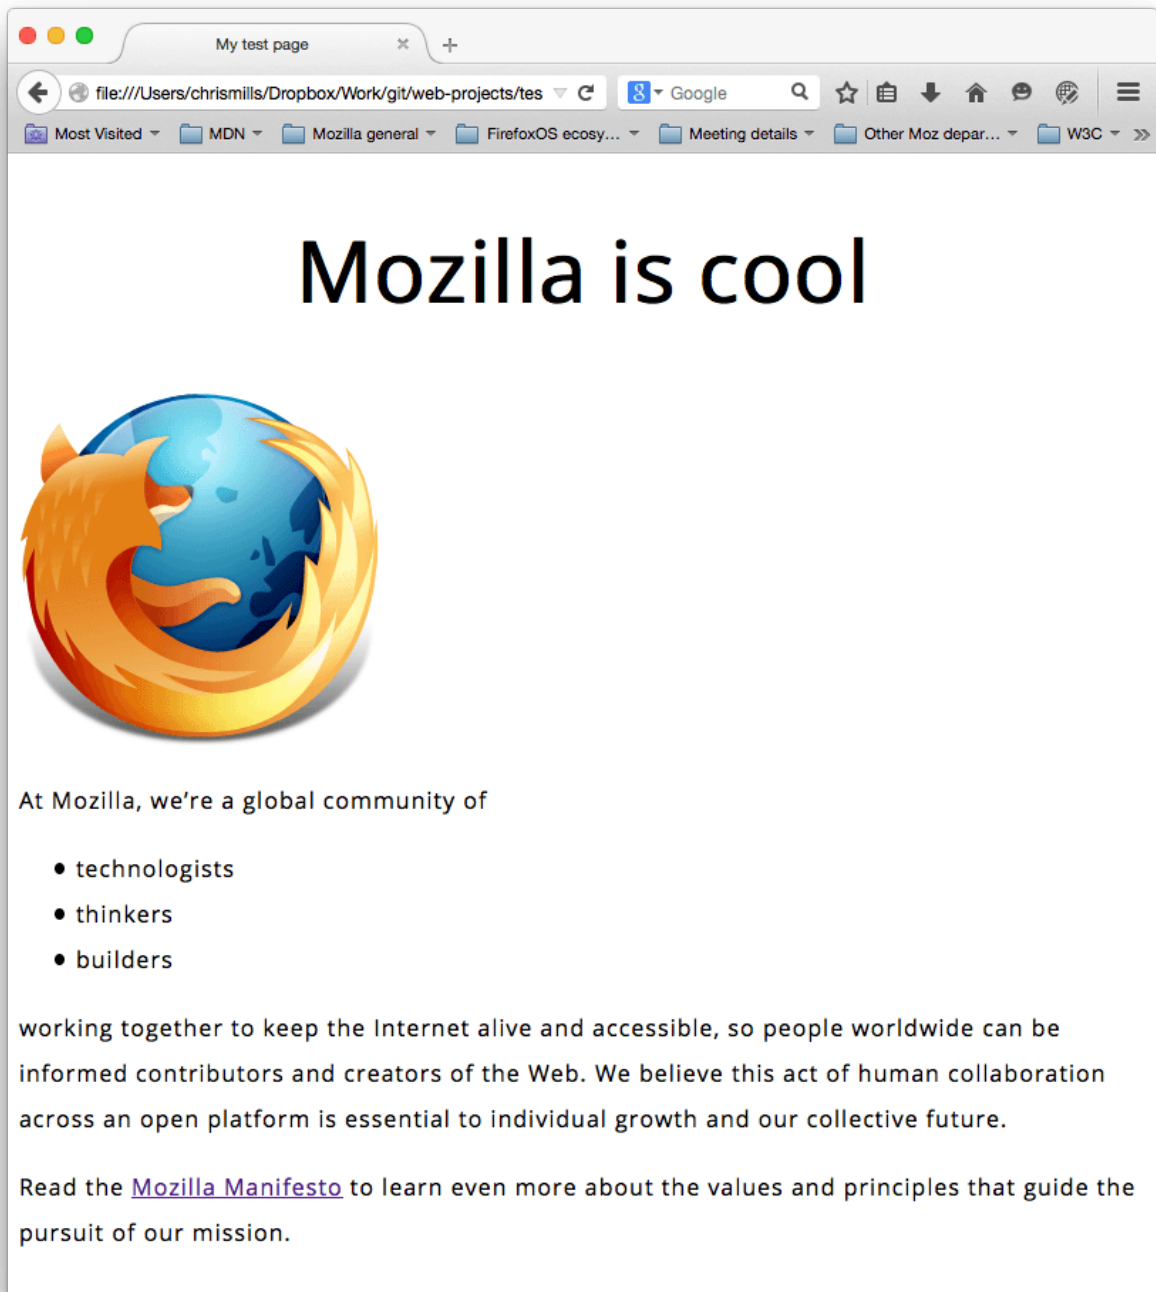 My test page
file:///Users/chrismills/Dropbox/Work/git/web-projects/tes
8 Google
Most Visited MDN Mozilla general FirefoxOS ecosy... Meeting details Other Moz depar... W3C
Mozilla is cool
At Mozilla, we’re a global community of
technologists
thinkers
builders
working together to keep the Internet alive and accessible, so people worldwide can be
informed contributors and creators of the Web. We believe this act of human collaboration
across an open platform is essential to individual growth and our collective future.
Read the Mozilla Manifesto to learn even more about the values and principles that guide the
pursuit of our mission.